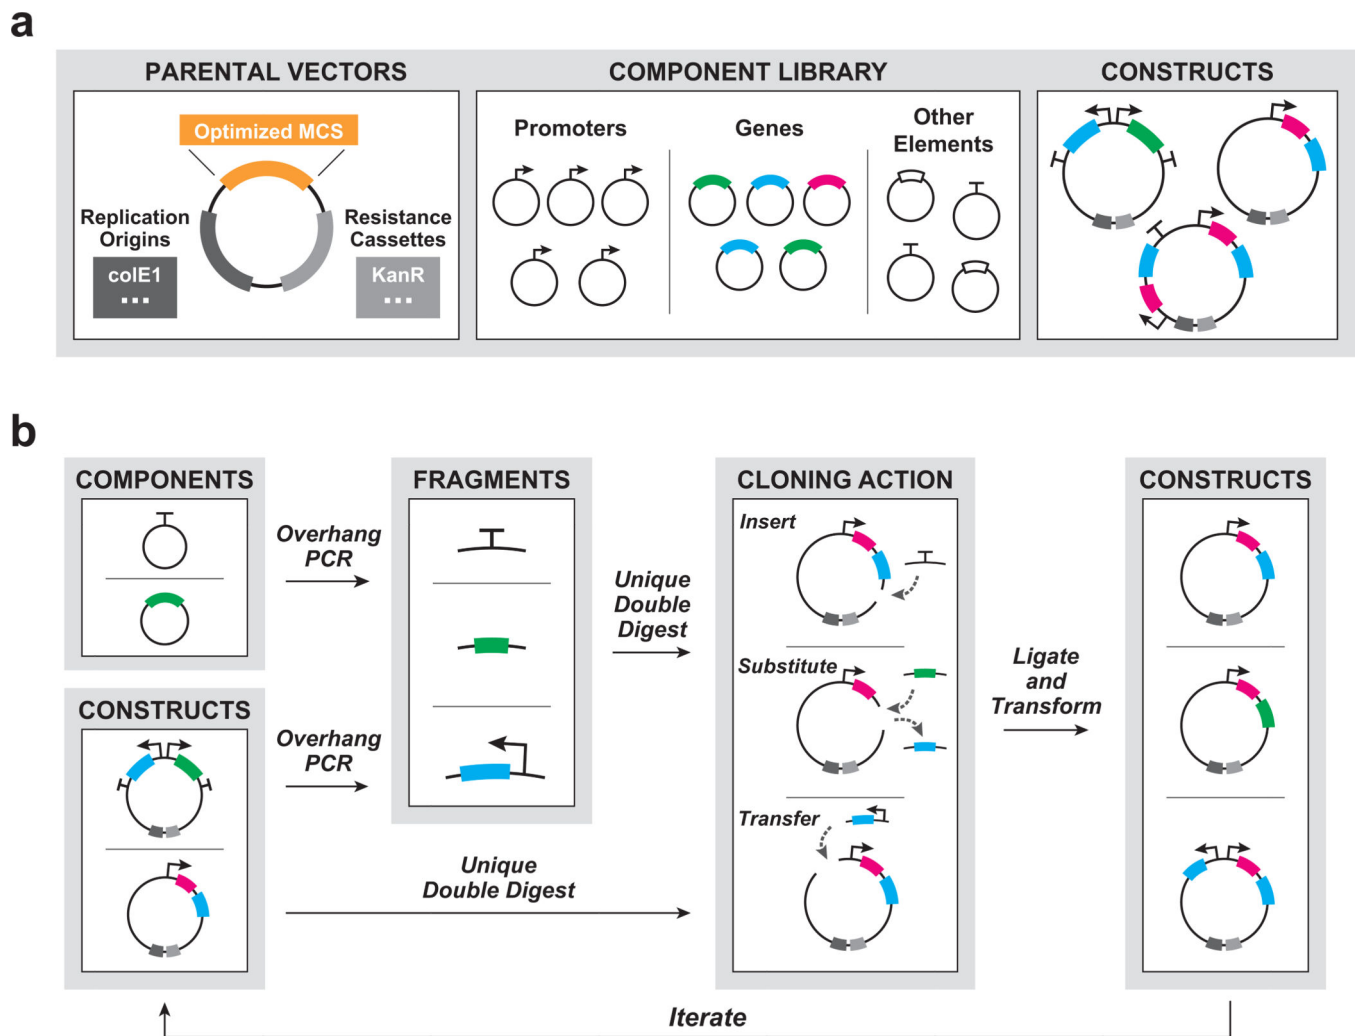 a
PARENTAL VECTORS
COMPONENT LIBRARY
CONSTRUCTS
Optimized MCS
Replication
Origins
colE1
...
Resistance
Cassettes
KanR
...
Promoters
Genes
Other
Elements
b
COMPONENTS
FRAGMENTS
CLONING ACTION
CONSTRUCTS
Overhang
PCR
Unique
Double
Digest
Insert
Substitute
Transfer
Ligate
and
Transform
CONSTRUCTS
Overhang
PCR
Unique
Double Digest
Iterate